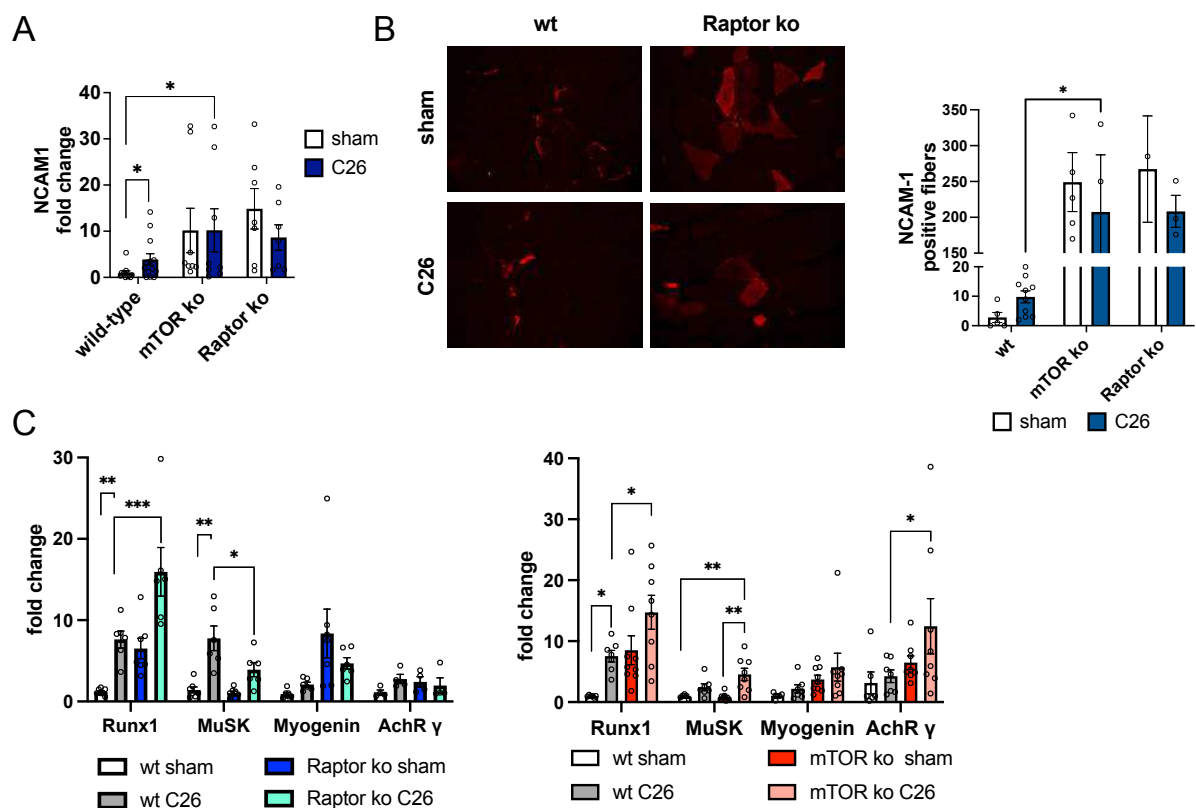 A
NCAM1
fold change
40
30
20
10
0
*
*
sham
C26
wild-type
mTOR ko
Raptor ko
B
wt
Raptor ko
sham
C26
NCAM-1
positive fibers
350
300
250
200
150
20
10
0
*
wt
mTOR ko
Raptor ko
sham
C26
C
fold change
30
20
10
0
**
***
**
*
Runx1
MuSK
Myogenin
AchR γ
wt sham
Raptor ko sham
wt C26
Raptor ko C26
fold change
40
30
20
10
0
*
*
**
**
*
Runx1
MuSK
Myogenin
AchR γ
wt sham
mTOR ko sham
wt C26
mTOR ko C26